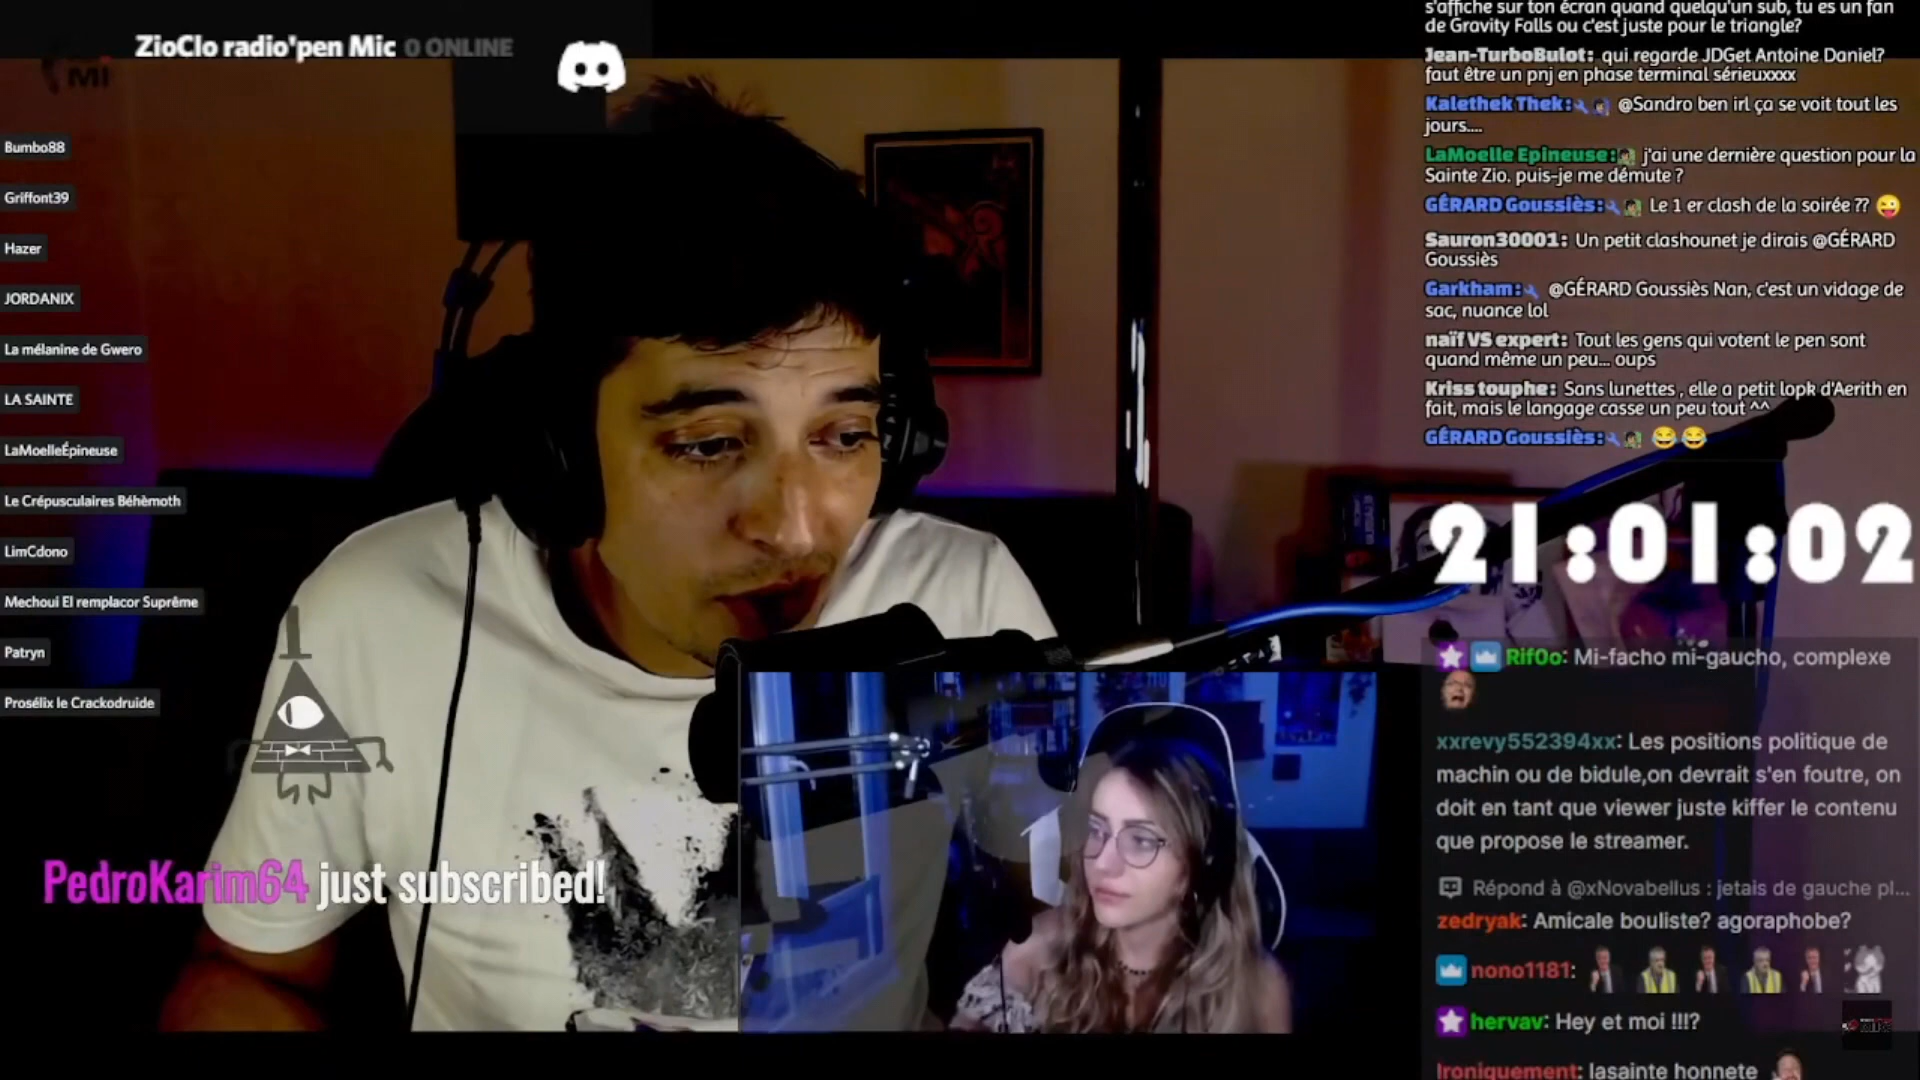 ZioClo radio'pen Mic 0 ONLINE
MI
Bumbo88
Griffont39
Hazer
JORDANIX
La mélanine de Gwero
LA SAINTE
LaMoelleÉpineuse
Le Crépusculaires Béhèmoth
LimCdono
Mechoui El remplacor Suprême
Patryn
Prosélix le Crackodruide
PedroKarim64 just subscribed!
s'affiche sur ton écran quand quelqu'un sub, tu es un fan
de Gravity Falls ou c'est juste pour le triangle?
Jean-TurboBulot: qui regarde JDGet Antoine Daniel?
faut être un pnj en phase terminal sérieuxxxx
Kalethek Thek: @Sandro ben irl ça se voit tout les
jours....
LaMoelle Epineuse: j'ai une dernière question pour la
Sainte Zio. puis-je me démute ?
GÉRARD Goussiès: Le 1 er clash de la soirée ??
Sauron30001: Un petit clashounet je dirais @GÉRARD
Goussiès
Garkham: @GÉRARD Goussiès Nan, c'est un vidage de
sac, nuance lol
naïf VS expert: Tout les gens qui votent le pen sont
quand même un peu... oups
Kriss touphe: Sans lunettes , elle a petit lopk d'Aerith en
fait, mais le langage casse un peu tout ^^
GÉRARD Goussiès: 😂 😂
21:01:02
Rif0o: Mi-facho mi-gaucho, complexe
xxrevy552394xx: Les positions politique de
machin ou de bidule,on devrait s'en foutre, on
doit en tant que viewer juste kiffer le contenu
que propose le streamer.
Répond à @xNovabellus : jetais de gauche pl...
zedryak: Amicale bouliste? agoraphobe?
nono1181:
hervav: Hey et moi !!!?
Ironiquement: lasainte honnete